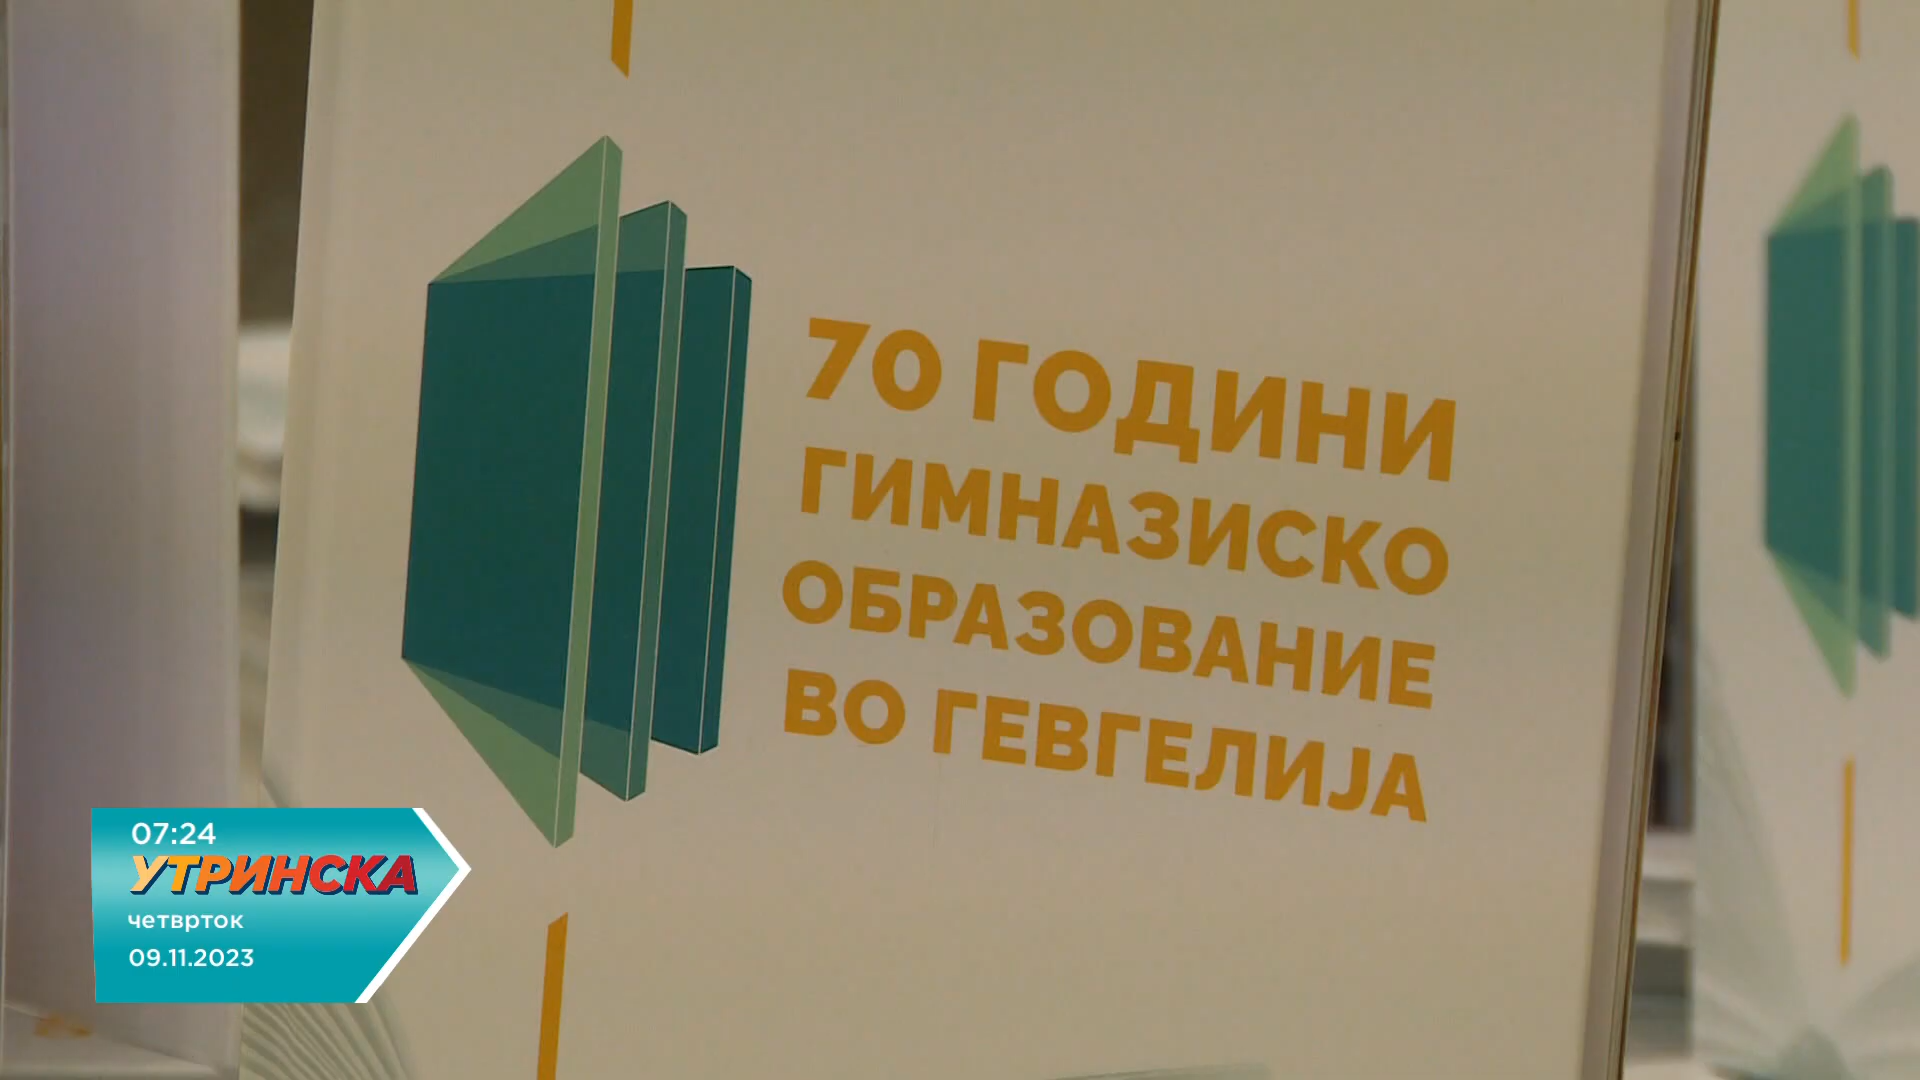 70 ГОДИНИ
ГИМНАЗИСКО
ОБРАЗОВАНИЕ
ВО ГЕВГЕЛИЈА
07:24
УТРИНСКА
четврток
09.11.2023